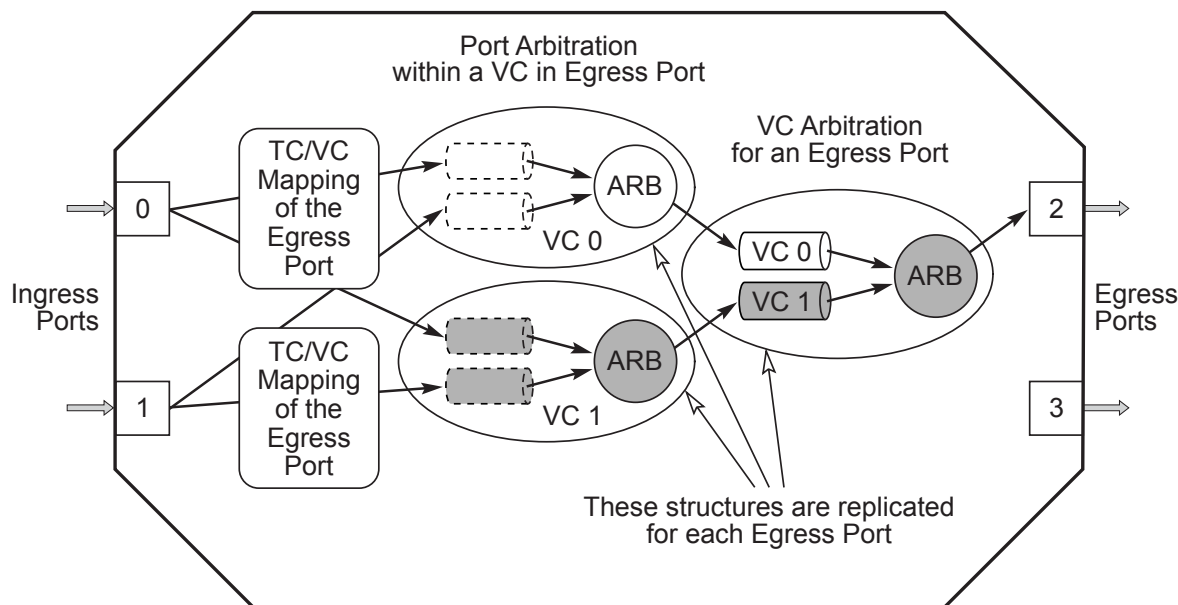 Port Arbitration
within a VC in Egress Port
VC Arbitration
for an Egress Port
TC/VC
Mapping
of the
Egress
Port
ARB
VC 0
0
2
VC 0
VC 1
ARB
Ingress
Ports
Egress
Ports
TC/VC
Mapping
of the
Egress
Port
ARB
VC 1
1
3
These structures are replicated
for each Egress Port